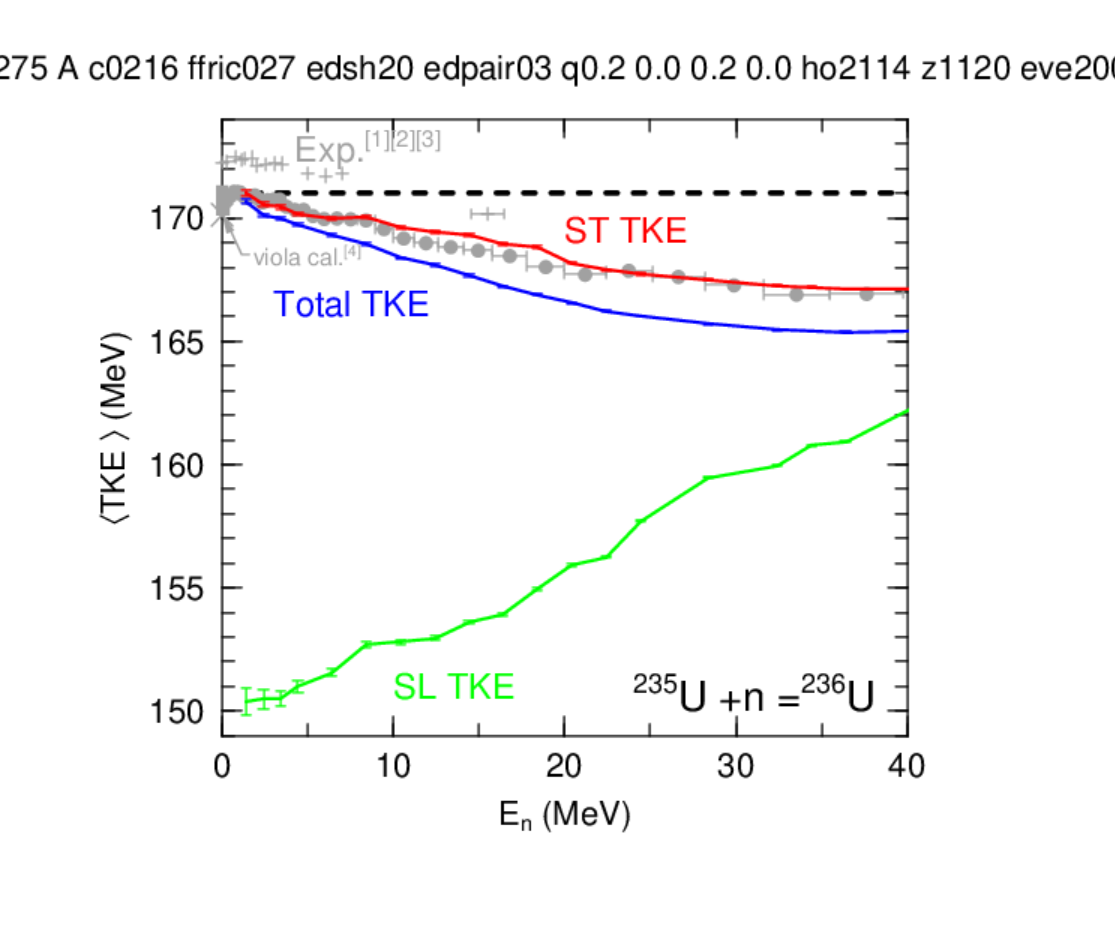 275 A c0216 ffric027 edsh20 edpair03 q0.2 0.0 0.2 0.0 ho2114 z1120 eve200
Exp.[1][2][3]
170
ST TKE
viola cal.[4]
Total TKE
165
⟨TKE⟩ (MeV)
160
155
SL TKE
235U +n =236U
150
0 10 20 30 40
En (MeV)